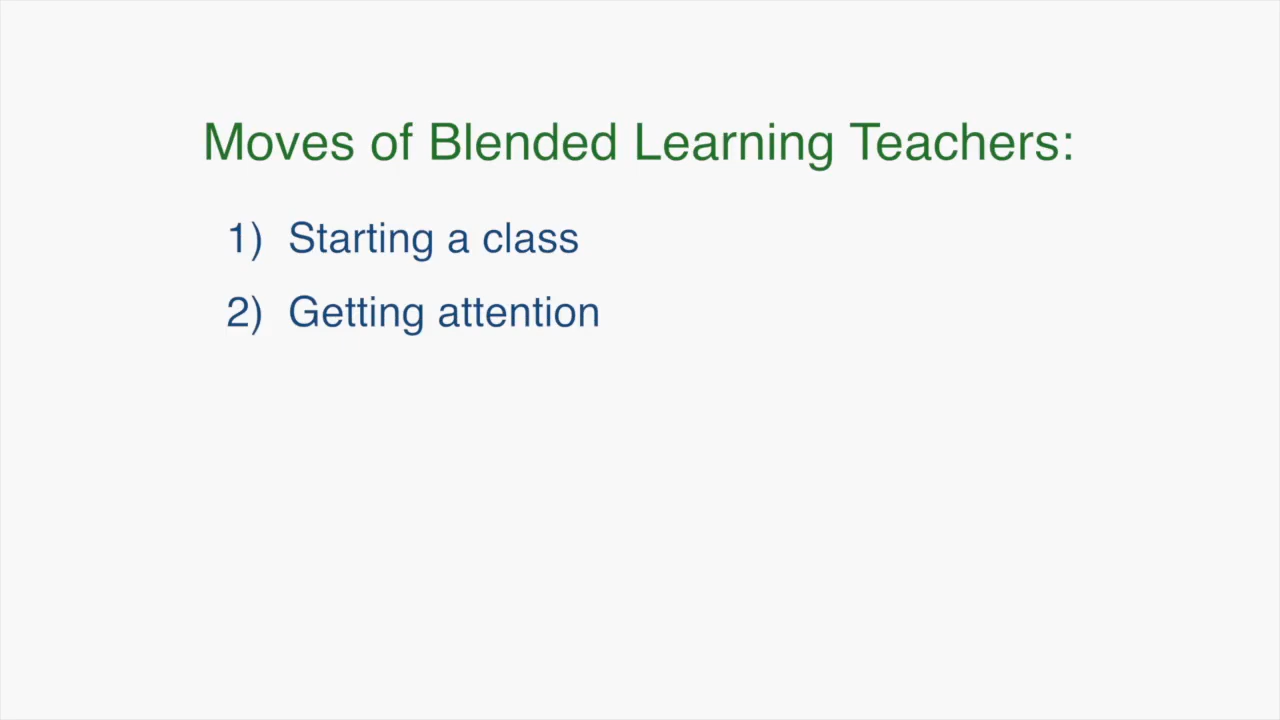 Moves of Blended Learning Teachers:
1) Starting a class
2) Getting attention